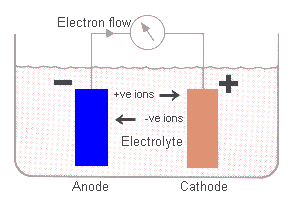 Electron flow
− +
+ve ions
-ve ions
Electrolyte
Anode Cathode